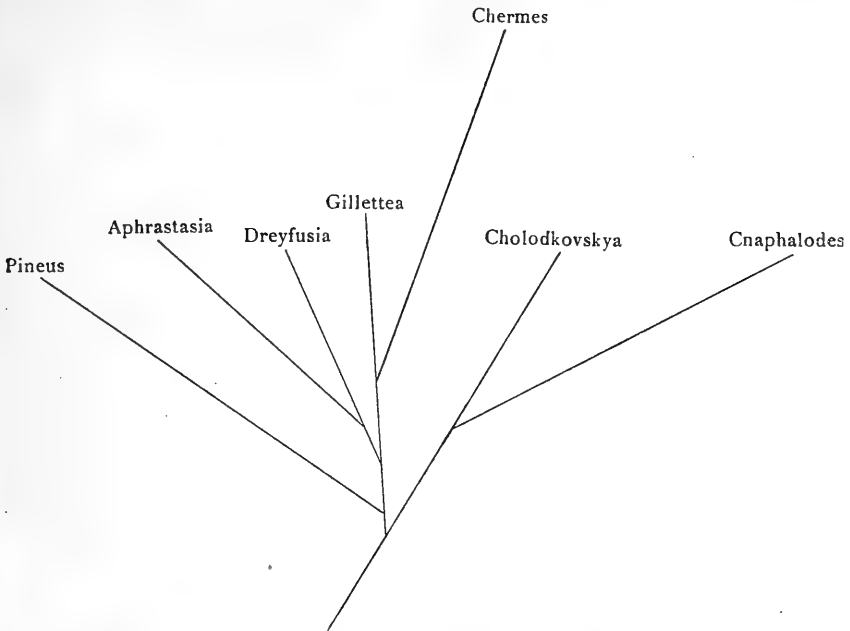 Chermes
Gillettea
Aphrastasia
Dreyfusia
Cholodkovskya
Cnaphalodes
Pineus